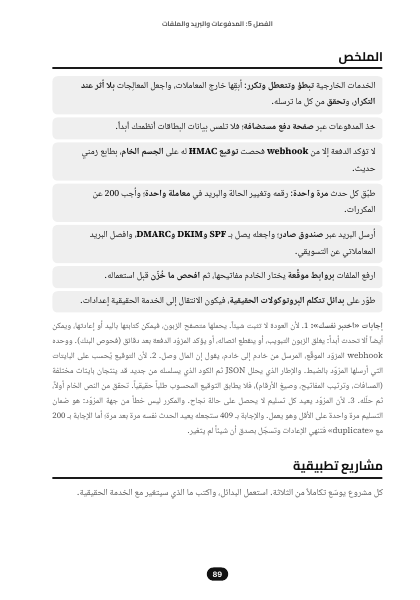 الفصل 5: المدفوعات والبريد والملفات
الملخص
الخدمات الخارجية تبطؤ وتتعطل وتكرر: أبقِها خارج المعاملات، واجعل المعالِجات بلا أثر عند
التكرار، وتحقق من كل ما ترسله.
خذ المدفوعات عبر صفحة دفع مستضافة؛ فلا تلمس بيانات البطاقات أنظمتك أبداً.
لا تؤكد الدفعة إلا من webhook فحصت توقيع HMAC له على الجسم الخام، بطابع زمني
حديث.
طبّق كل حدث مرة واحدة: رقمه وتغيير الحالة والبريد في معاملة واحدة؛ وأجب 200 عن
المكررات.
أرسل البريد عبر صندوق صادر؛ واجعله يصل بـ SPF وDKIM وDMARC، وافصل البريد
المعاملاتي عن التسويقي.
ارفع الملفات بروابط موقّعة يختار الخادم مفاتيحها، ثم افحص ما خُزّن قبل استعماله.
طوّر على بدائل تتكلم البروتوكولات الحقيقية، فيكون الانتقال إلى الخدمة الحقيقية إعدادات.
إجابات «اختبر نفسك»: 1. لأن العودة لا تثبت شيئاً. يحملها متصفح الزبون، فيمكن كتابتها باليد أو إعادتها، ويمكن
أيضاً ألا تحدث أبداً: يغلق الزبون التبويب، أو ينقطع اتصاله، أو يؤكد المزوّد الدفعة بعد دقائق (فحوص البنك). ووحده
webhook المزوّد الموقّع، المرسل من خادم إلى خادم، يقول إن المال وصل. 2. لأن التوقيع يُحسب على البايتات
التي أرسلها المزوّد بالضبط. والإطار الذي يحلل JSON ثم الكود الذي يسلسله من جديد قد ينتجان بايتات مختلفة
(المسافات، وترتيب المفاتيح، وصيغ الأرقام)، فلا يطابق التوقيع المحسوب طلباً حقيقياً. تحقق من النص الخام أولاً،
ثم حلّله. 3. لأن المزوّد يعيد كل تسليم لا يحصل على حالة نجاح. والمكرر ليس خطأ من جهة المزوّد: هو ضمان
التسليم مرة واحدة على الأقل وهو يعمل. والإجابة بـ 409 ستجعله يعيد الحدث نفسه مرة بعد مرة؛ أما الإجابة بـ 200
مع «duplicate» فتنهي الإعادات وتسجّل بصدق أن شيئاً لم يتغير.
مشاريع تطبيقية
كل مشروع يوسّع تكاملاً من الثلاثة. استعمل البدائل، واكتب ما الذي سيتغير مع الخدمة الحقيقية.
89